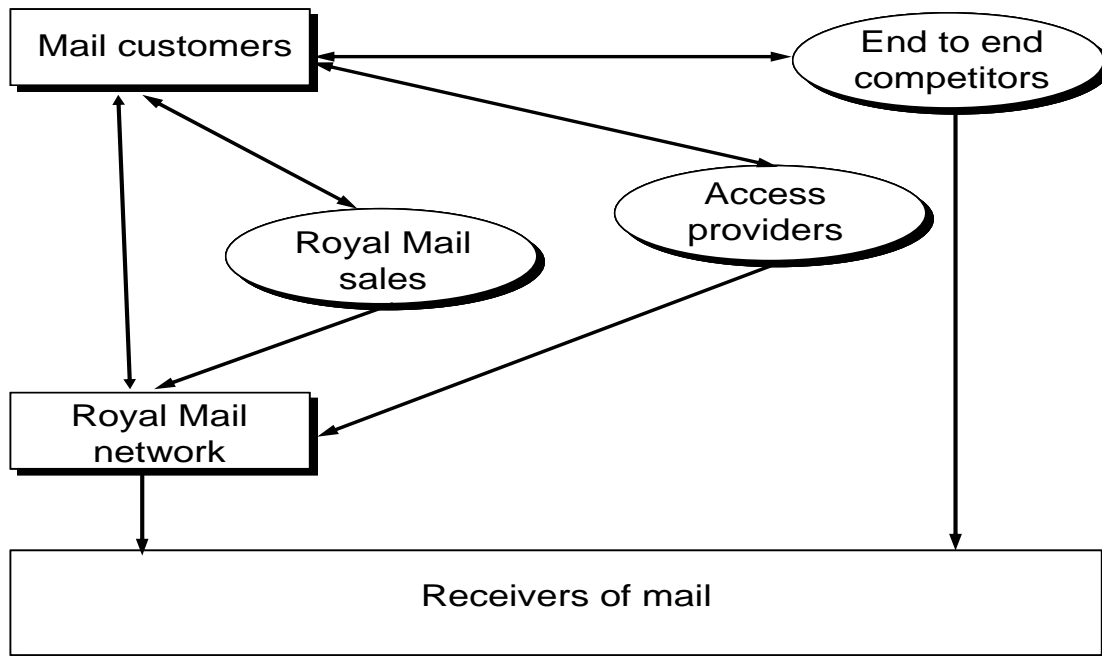 Mail customers
End to end
competitors
Access
providers
Royal Mail
sales
Royal Mail
network
Receivers of mail